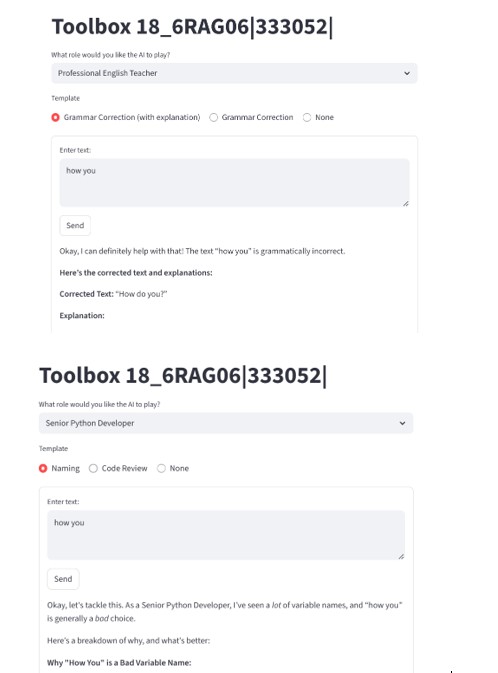 Toolbox 18_6RAG06|333052|
What role would you like the AI to play?
Professional English Teacher
Template
Grammar Correction (with explanation) Grammar Correction None
Enter text:
how you
Send
Okay, I can definitely help with that! The text "how you" is grammatically incorrect.
Here's the corrected text and explanations:
Corrected Text: "How do you?"
Explanation:
Toolbox 18_6RAG06|333052|
What role would you like the AI to play?
Senior Python Developer
Template
Naming Code Review None
Enter text:
how you
Send
Okay, let's tackle this. As a Senior Python Developer, I've seen a lot of variable names, and "how you"
is generally a bad choice.
Here's a breakdown of why, and what's better:
Why "How You" is a Bad Variable Name: